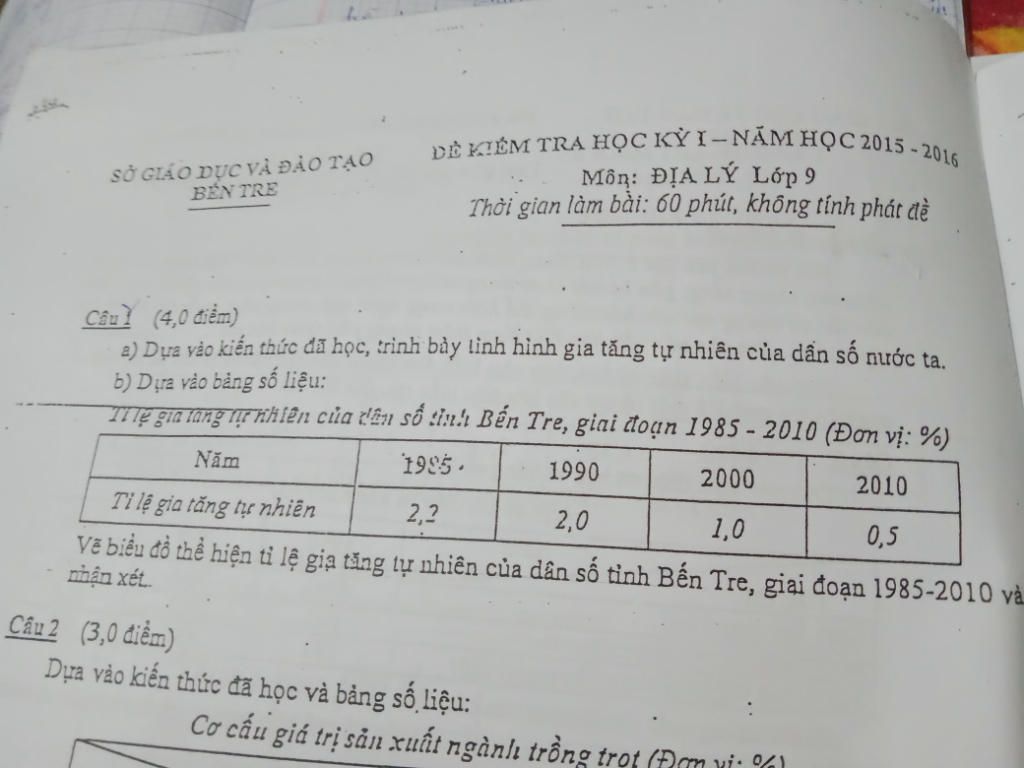 SỞ GIÁO DỤC VÀ ĐÀO TẠO
BẾN TRE
ĐỀ KIỂM TRA HỌC KỲ I – NĂM HỌC 2015 - 2016
Môn: ĐỊA LÝ Lớp 9
Thời gian làm bài: 60 phút, không tính phát đề
Câu 1 (4,0 điểm)
a) Dựa vào kiến thức đã học, trình bày tình hình gia tăng tự nhiên của dân số nước ta.
b) Dựa vào bảng số liệu:
Tỉ lệ gia tăng tự nhiên của dân số tỉnh Bến Tre, giai đoạn 1985 - 2010 (Đơn vị: %)
Năm 1985 1990 2000 2010
Tỉ lệ gia tăng tự nhiên 2,2 2,0 1,0 0,5
Vẽ biểu đồ thể hiện tỉ lệ gia tăng tự nhiên của dân số tỉnh Bến Tre, giai đoạn 1985-2010 và
nhận xét.
Câu 2 (3,0 điểm)
Dựa vào kiến thức đã học và bảng số liệu:
Cơ cấu giá trị sản xuất ngành trồng trọt (Đơn vị: %)